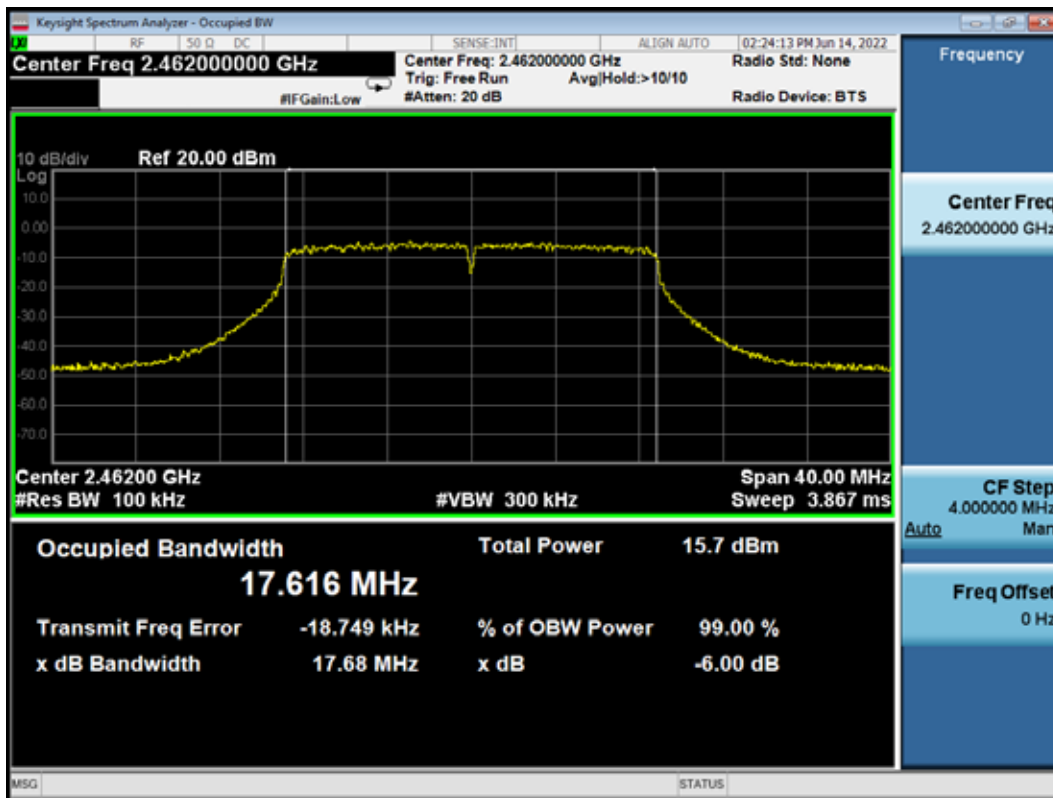 Keysight Spectrum Analyzer - Occupied BW
LXI RF 50 Ω DC SENSE:INT ALIGN AUTO 02:24:13 PM Jun 14, 2022
Center Freq 2.462000000 GHz
Center Freq: 2.462000000 GHz Radio Std: None
Trig: Free Run Avg|Hold:>10/10
#IFGain:Low #Atten: 20 dB Radio Device: BTS
10 dB/div Ref 20.00 dBm
Log
10.0
0.00
-10.0
-20.0
-30.0
-40.0
-50.0
-60.0
-70.0
Center 2.46200 GHz Span 40.00 MHz
#Res BW 100 kHz #VBW 300 kHz Sweep 3.867 ms
Occupied Bandwidth Total Power 15.7 dBm
17.616 MHz
Transmit Freq Error -18.749 kHz % of OBW Power 99.00 %
x dB Bandwidth 17.68 MHz x dB -6.00 dB
MSG STATUS
Frequency
Center Freq
2.462000000 GHz
CF Step
4.000000 MHz
Auto Man
Freq Offset
0 Hz